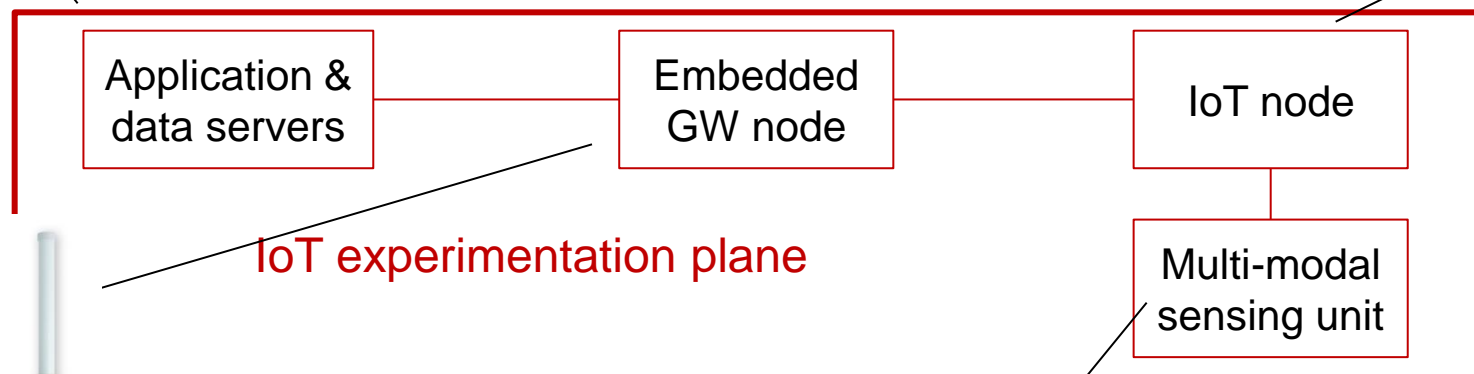 Application &
data servers
Embedded
GW node
IoT node
IoT experimentation plane
Multi-modal
sensing unit